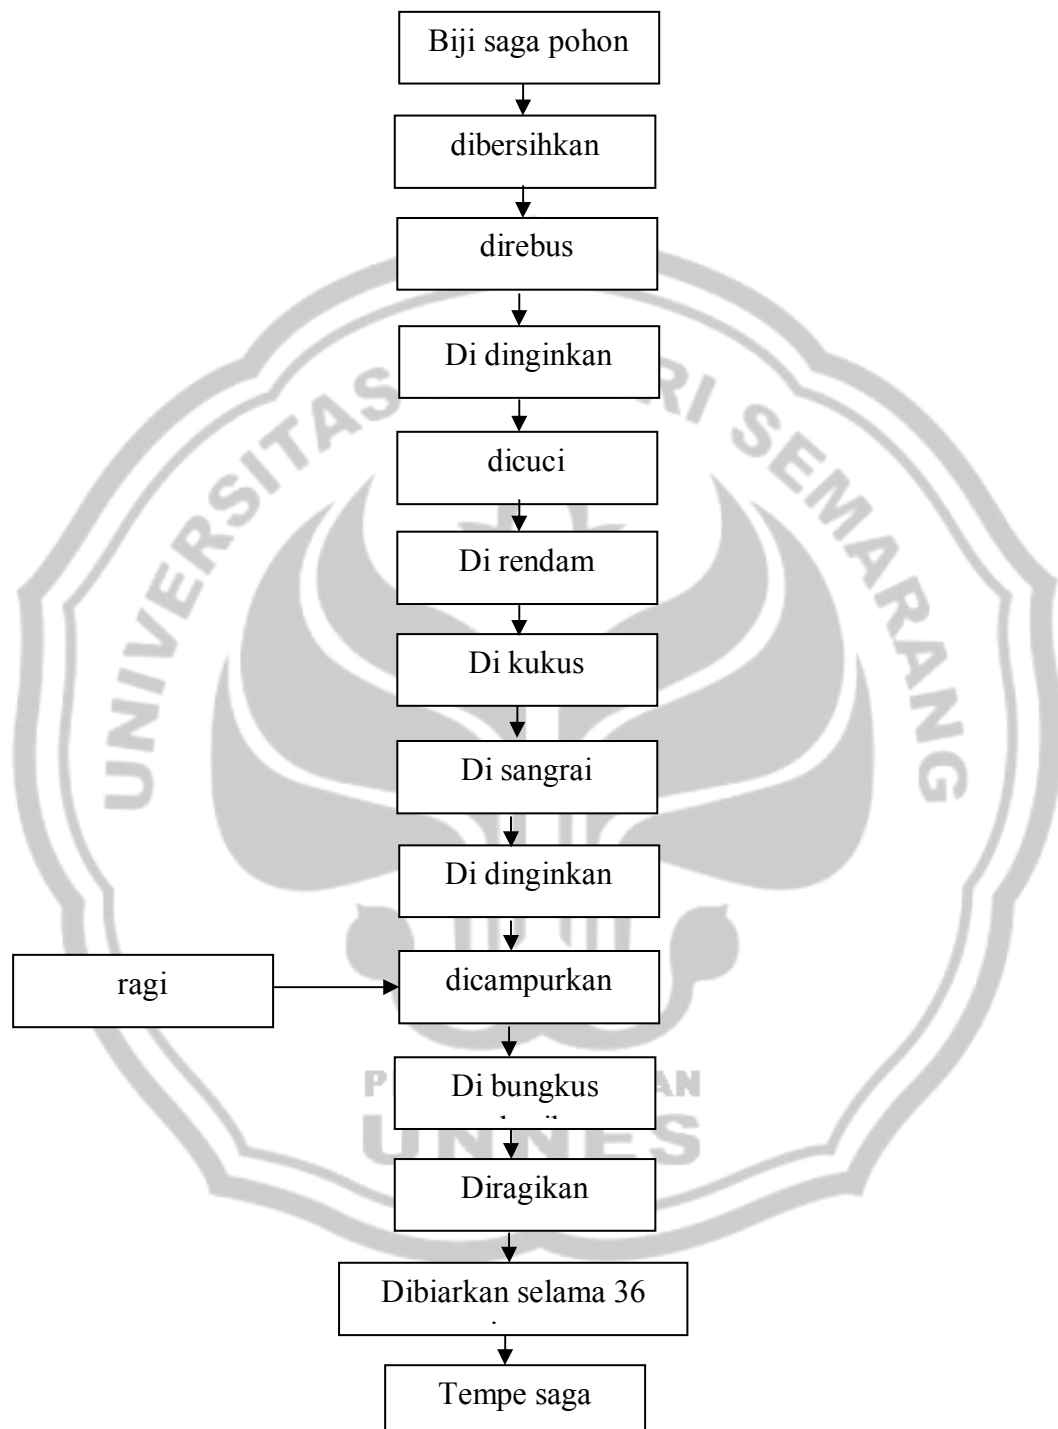 Biji saga pohon
dibersihkan
direbus
Di dinginkan
dicuci
Di rendam
Di kukus
Di sangrai
Di dinginkan
ragi
dicampurkan
Di bungkus
Diragikan
Dibiarkan selama 36
Tempe saga
UNIVERSITAS SEMARANG
UNNES